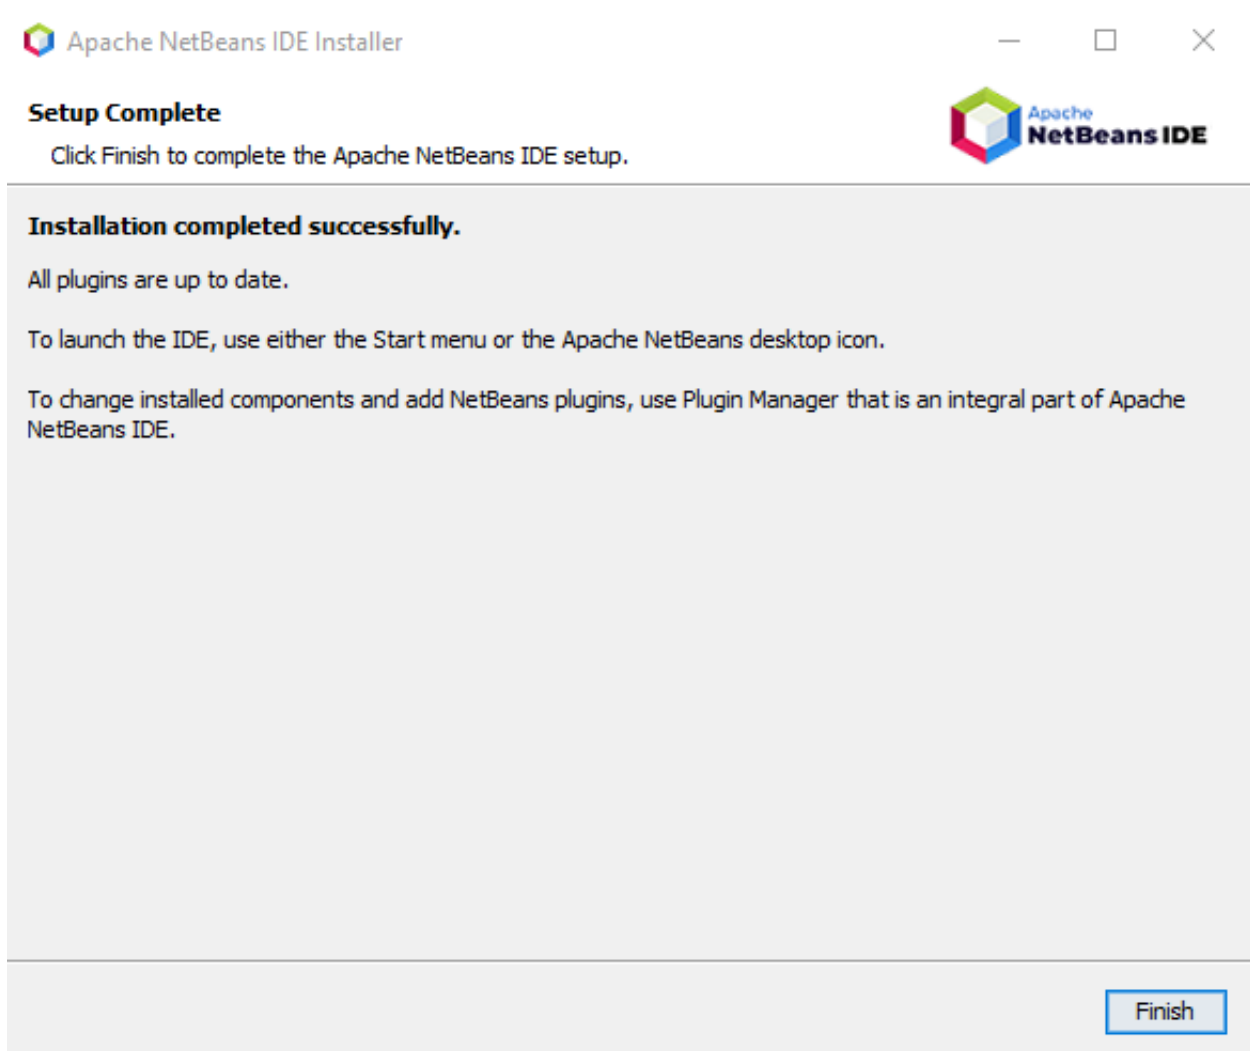 Apache NetBeans IDE Installer
Setup Complete
Click Finish to complete the Apache NetBeans IDE setup.
Apache
NetBeans IDE
Installation completed successfully.
All plugins are up to date.
To launch the IDE, use either the Start menu or the Apache NetBeans desktop icon.
To change installed components and add NetBeans plugins, use Plugin Manager that is an integral part of Apache
NetBeans IDE.
Finish